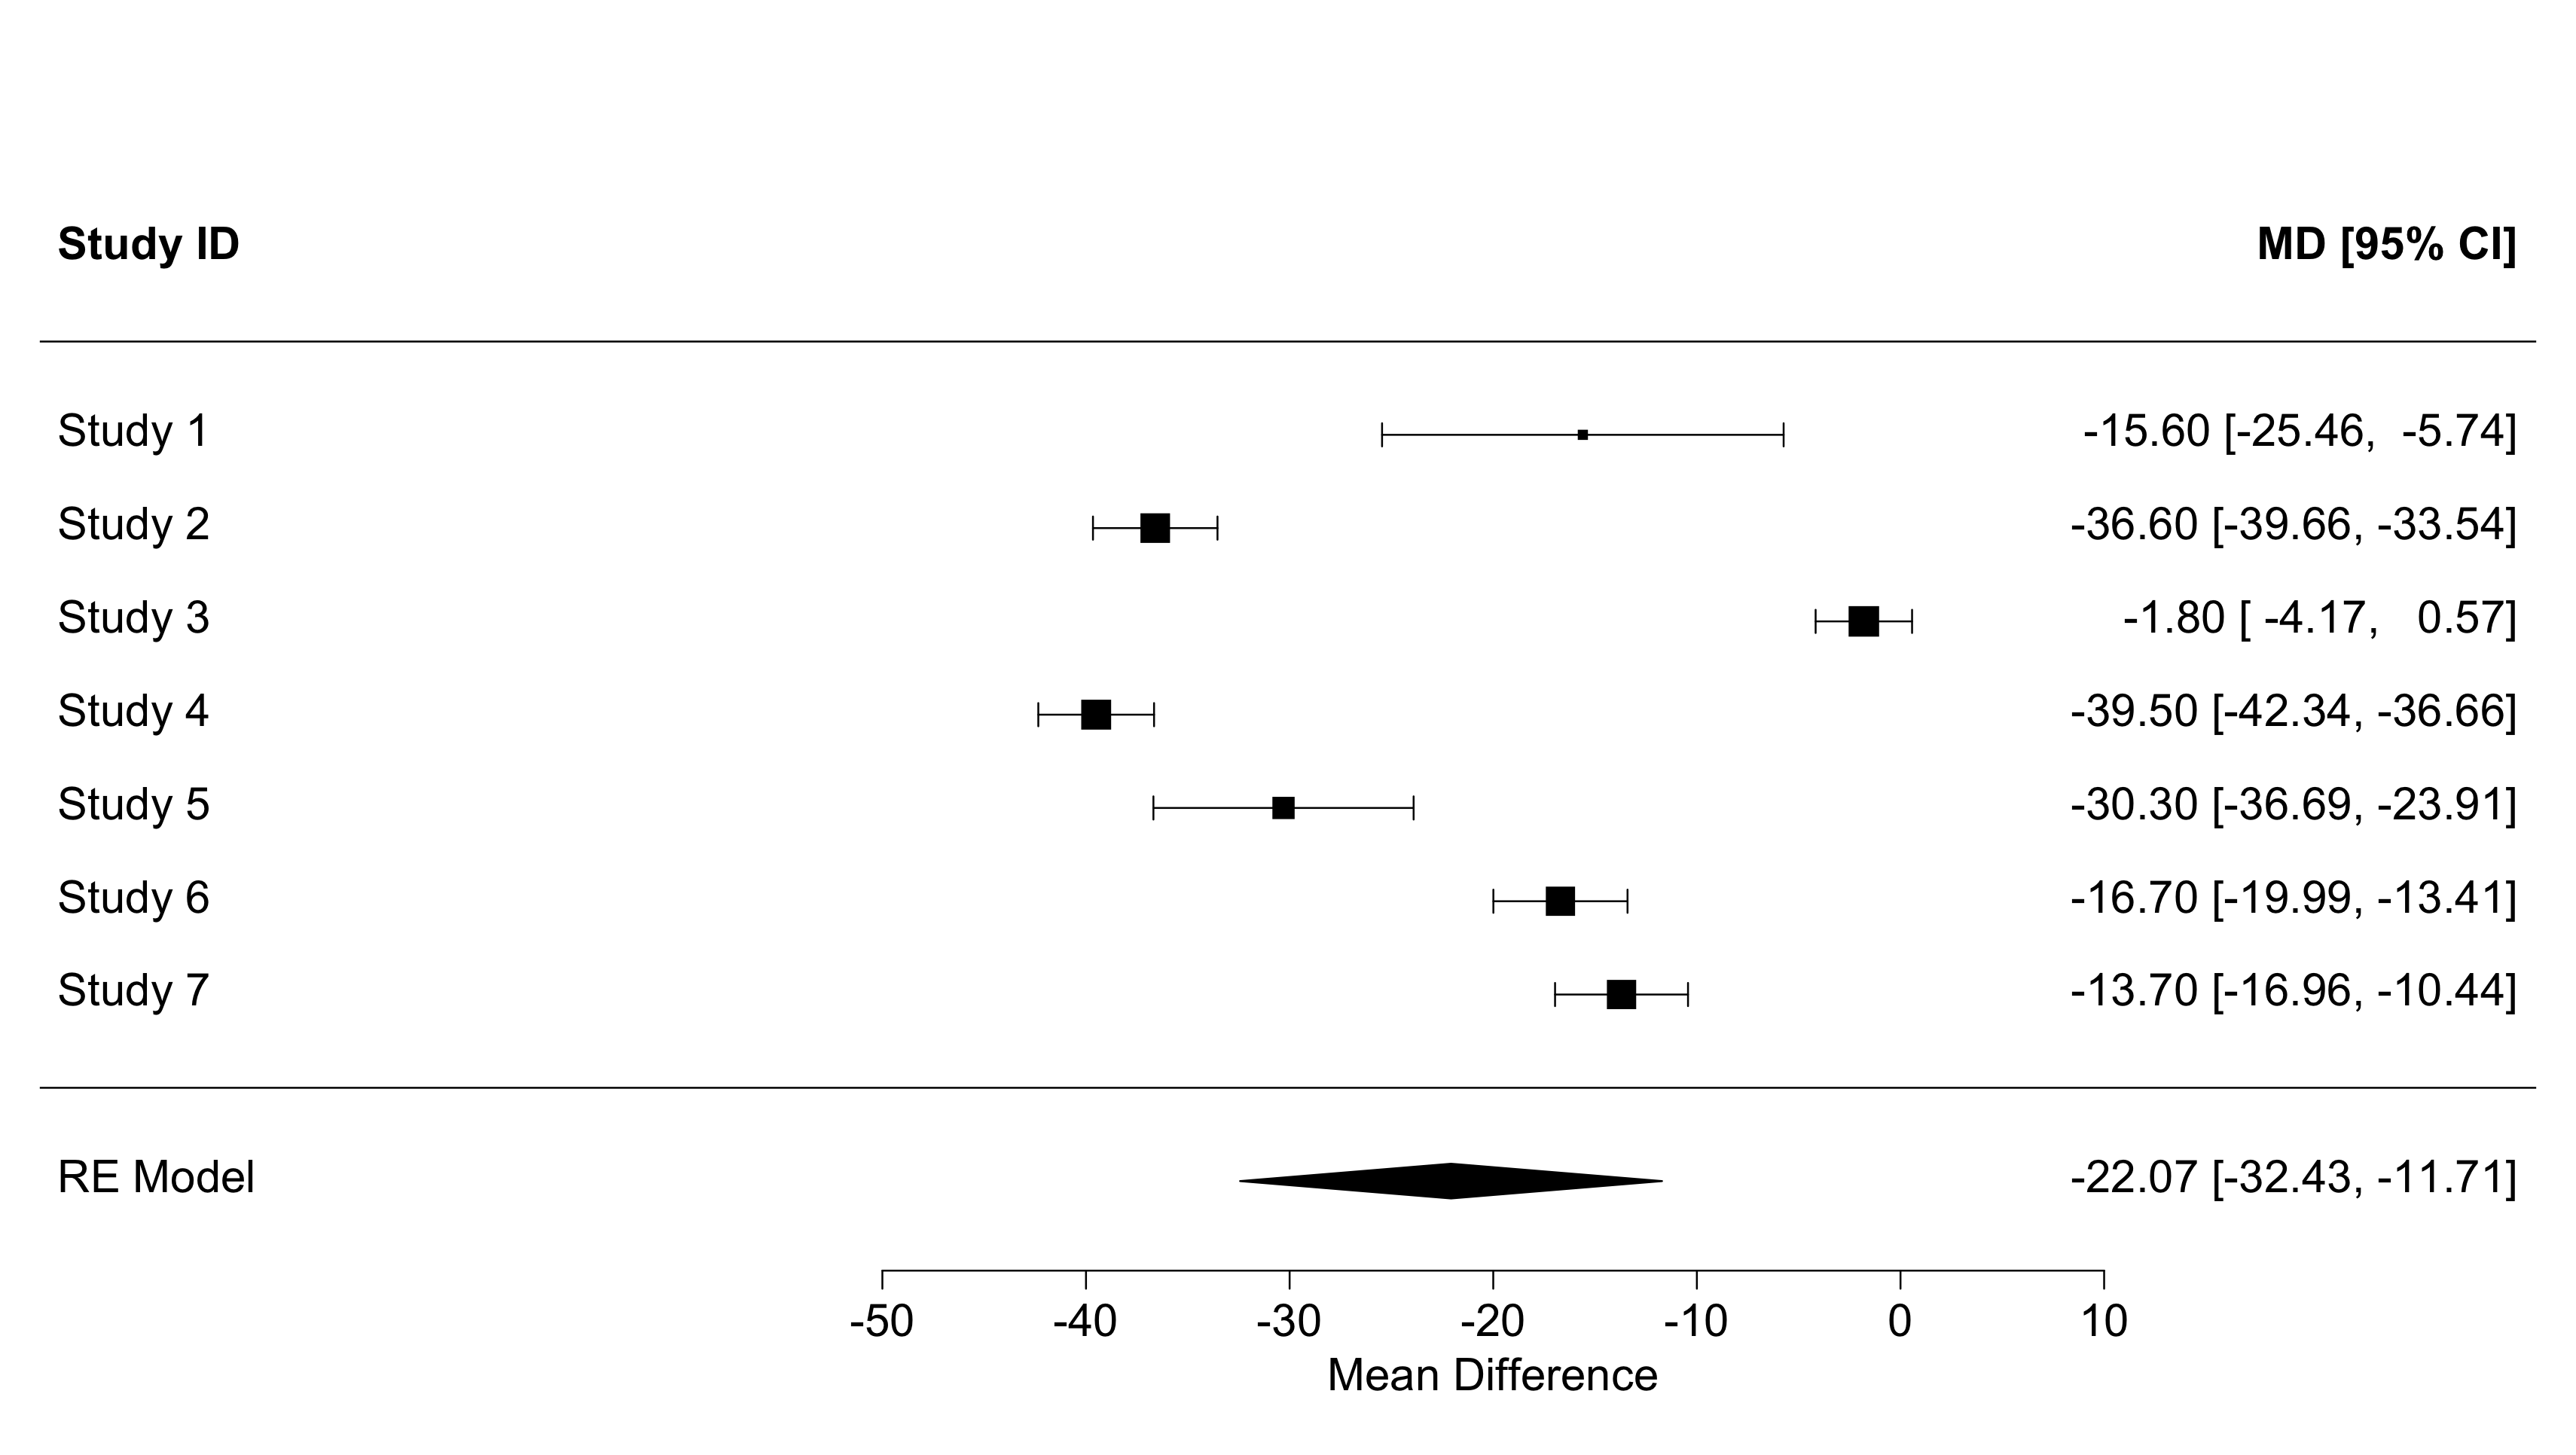 Study ID MD [95% CI]
Study 1 -15.60 [-25.46, -5.74]
Study 2 -36.60 [-39.66, -33.54]
Study 3 -1.80 [ -4.17, 0.57]
Study 4 -39.50 [-42.34, -36.66]
Study 5 -30.30 [-36.69, -23.91]
Study 6 -16.70 [-19.99, -13.41]
Study 7 -13.70 [-16.96, -10.44]
RE Model -22.07 [-32.43, -11.71]
-50 -40 -30 -20 -10 0 10
Mean Difference